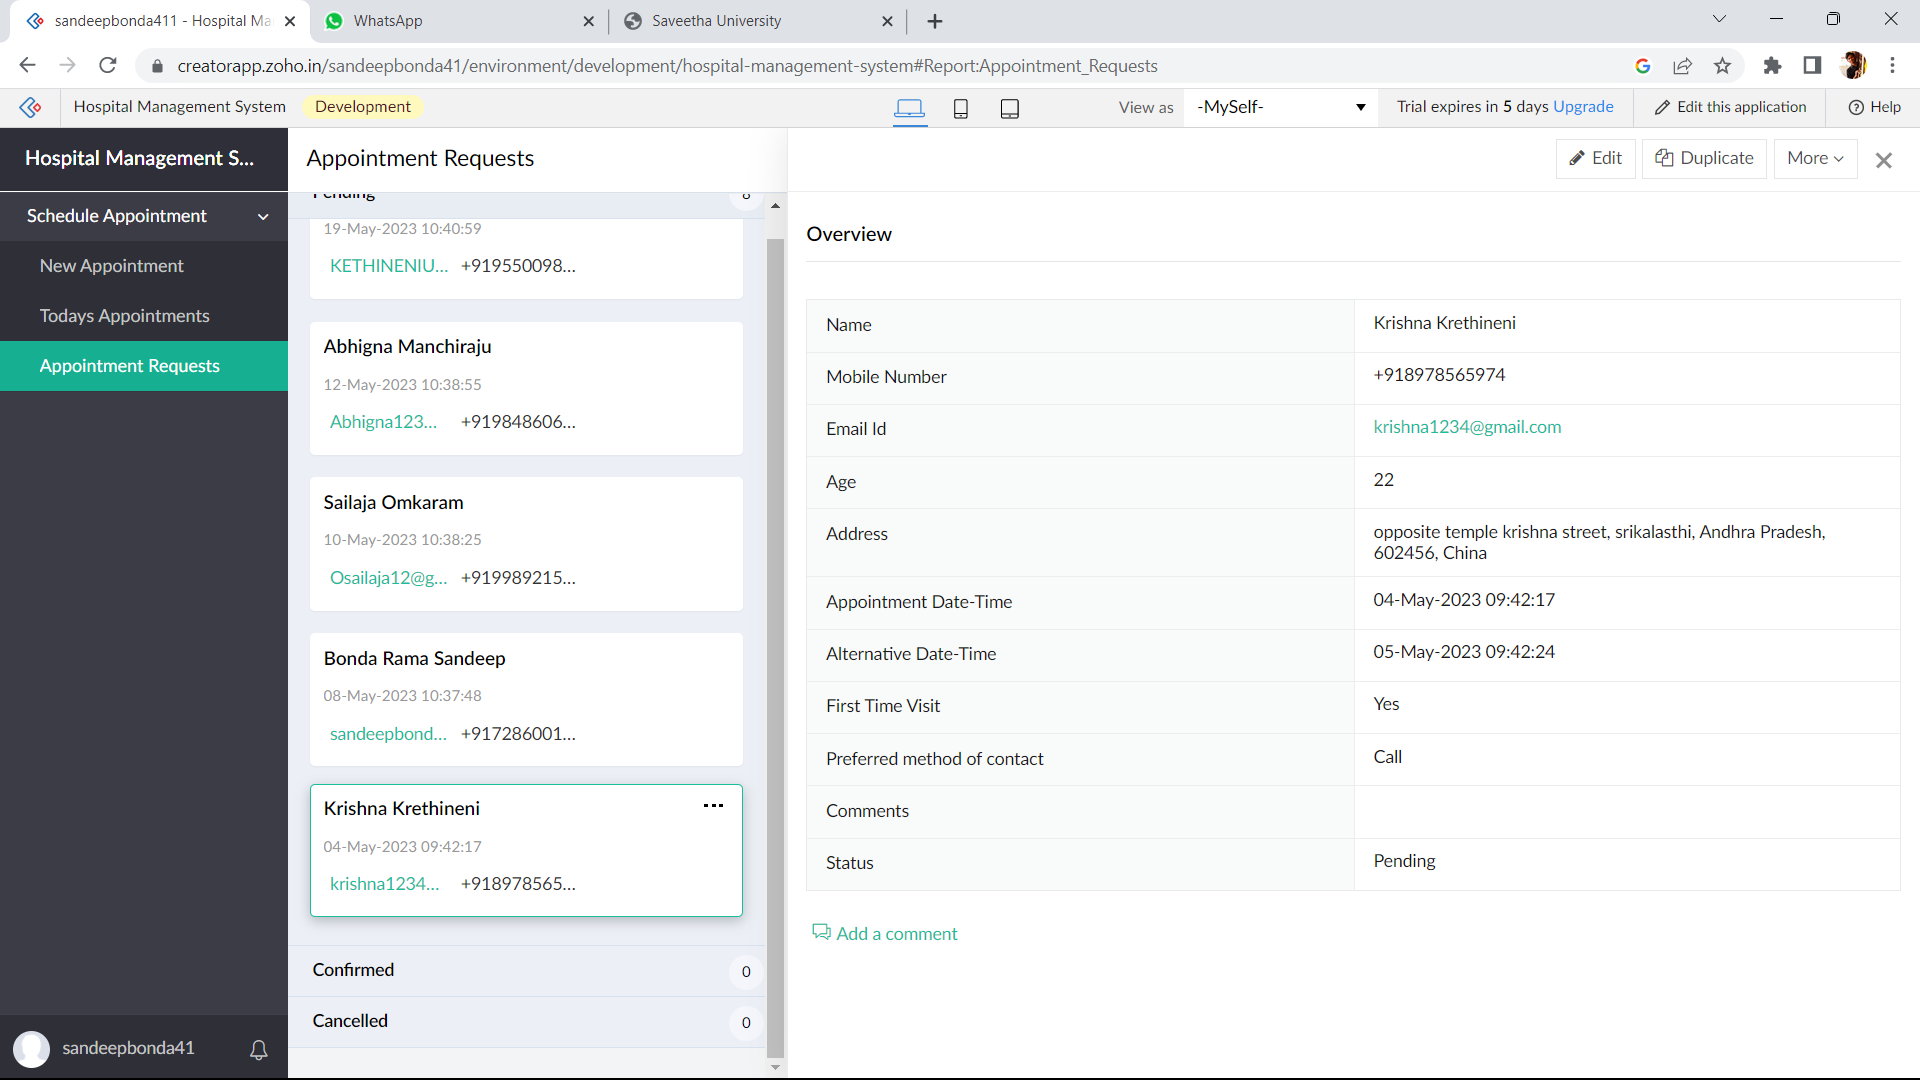 sandeepbonda411 - Hospital Ma
WhatsApp
Saveetha University
creatorapp.zoho.in/sandeepbonda41/environment/development/hospital-management-system#Report:Appointment_Requests
Hospital Management System
Development
View as
-MySelf-
Trial expires in 5 days Upgrade
Edit this application
Help
Hospital Management S...
Schedule Appointment
New Appointment
Todays Appointments
Appointment Requests
sandeepbonda41
Appointment Requests
Pending
19-May-2023 10:40:59
KETHINENIU... +919550098...
Abhigna Manchiraju
12-May-2023 10:38:55
Abhigna123... +919848606...
Sailaja Omkaram
10-May-2023 10:38:25
Osailaja12@g... +919989215...
Bonda Rama Sandeep
08-May-2023 10:37:48
sandeepbond... +917286001...
Krishna Krethineni
04-May-2023 09:42:17
krishna1234... +918978565...
Confirmed 0
Cancelled 0
Edit
Duplicate
More
Overview
Name Krishna Krethineni
Mobile Number +918978565974
Email Id krishna1234@gmail.com
Age 22
Address opposite temple krishna street, srikalasthi, Andhra Pradesh,
602456, China
Appointment Date-Time 04-May-2023 09:42:17
Alternative Date-Time 05-May-2023 09:42:24
First Time Visit Yes
Preferred method of contact Call
Comments
Status Pending
Add a comment